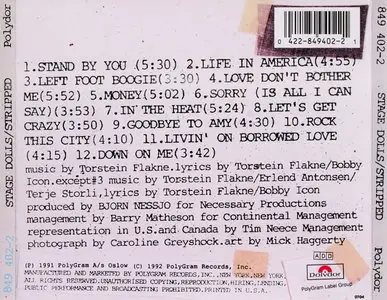 849 402-2
Polydor
STAGE DOLLS/STRIPPED
849 402-2
0 422-849402-2 1
1.STAND BY YOU (5:30) 2.LIFE IN AMERICA(4:55)
3.LEFT FOOT BOOGIE(3:30) 4.LOVE DON'T BOTHER
ME(5:52) 5.MONEY(5:02) 6.SORRY (IS ALL I CAN
SAY)(3:53) 7.IN THE HEAT(5:24) 8.LET'S GET
CRAZY(3:50) 9.GOODBYE TO AMY(4:30) 10.ROCK
THIS CITY(4:10) 11.LIVIN' ON BORROWED LOVE
(4:15) 12.DOWN ON ME(3:42)
music by Torstein Flakne.lyrics by Torstein Flakne/Bobby
Icon.except#3 music by Torstein Flakne/Erlend Antonsen/
Terje Storli,lyrics by Torstein Flakne/Bobby Icon
produced by BJORN NESSJO for Necessary Productions
management by Barry Matheson for Continental Management
representation in U.S.and Canada by Tim Neece Management
photograph by Caroline Greyshock.art by Mick Haggerty
(P) 1991 PolyGram A/s Oslow (C) 1992 PolyGram Records, Inc.
MANUFACTURED AND MARKETED BY POLYGRAM RECORDS, INC., NEW YORK, NEW YORK.
ALL RIGHTS RESERVED.UNAUTHORISED COPYING,REPRODUCTION,HIRING,LENDING,
PUBLIC PERFORMANCE AND BROADCASTING PROHIBITED.PRINTED IN U.S.A.
ADD
Polydor
a PolyGram Label Group
0704
849 402-2
STAGE DOLLS/STRIPPED
Polydor